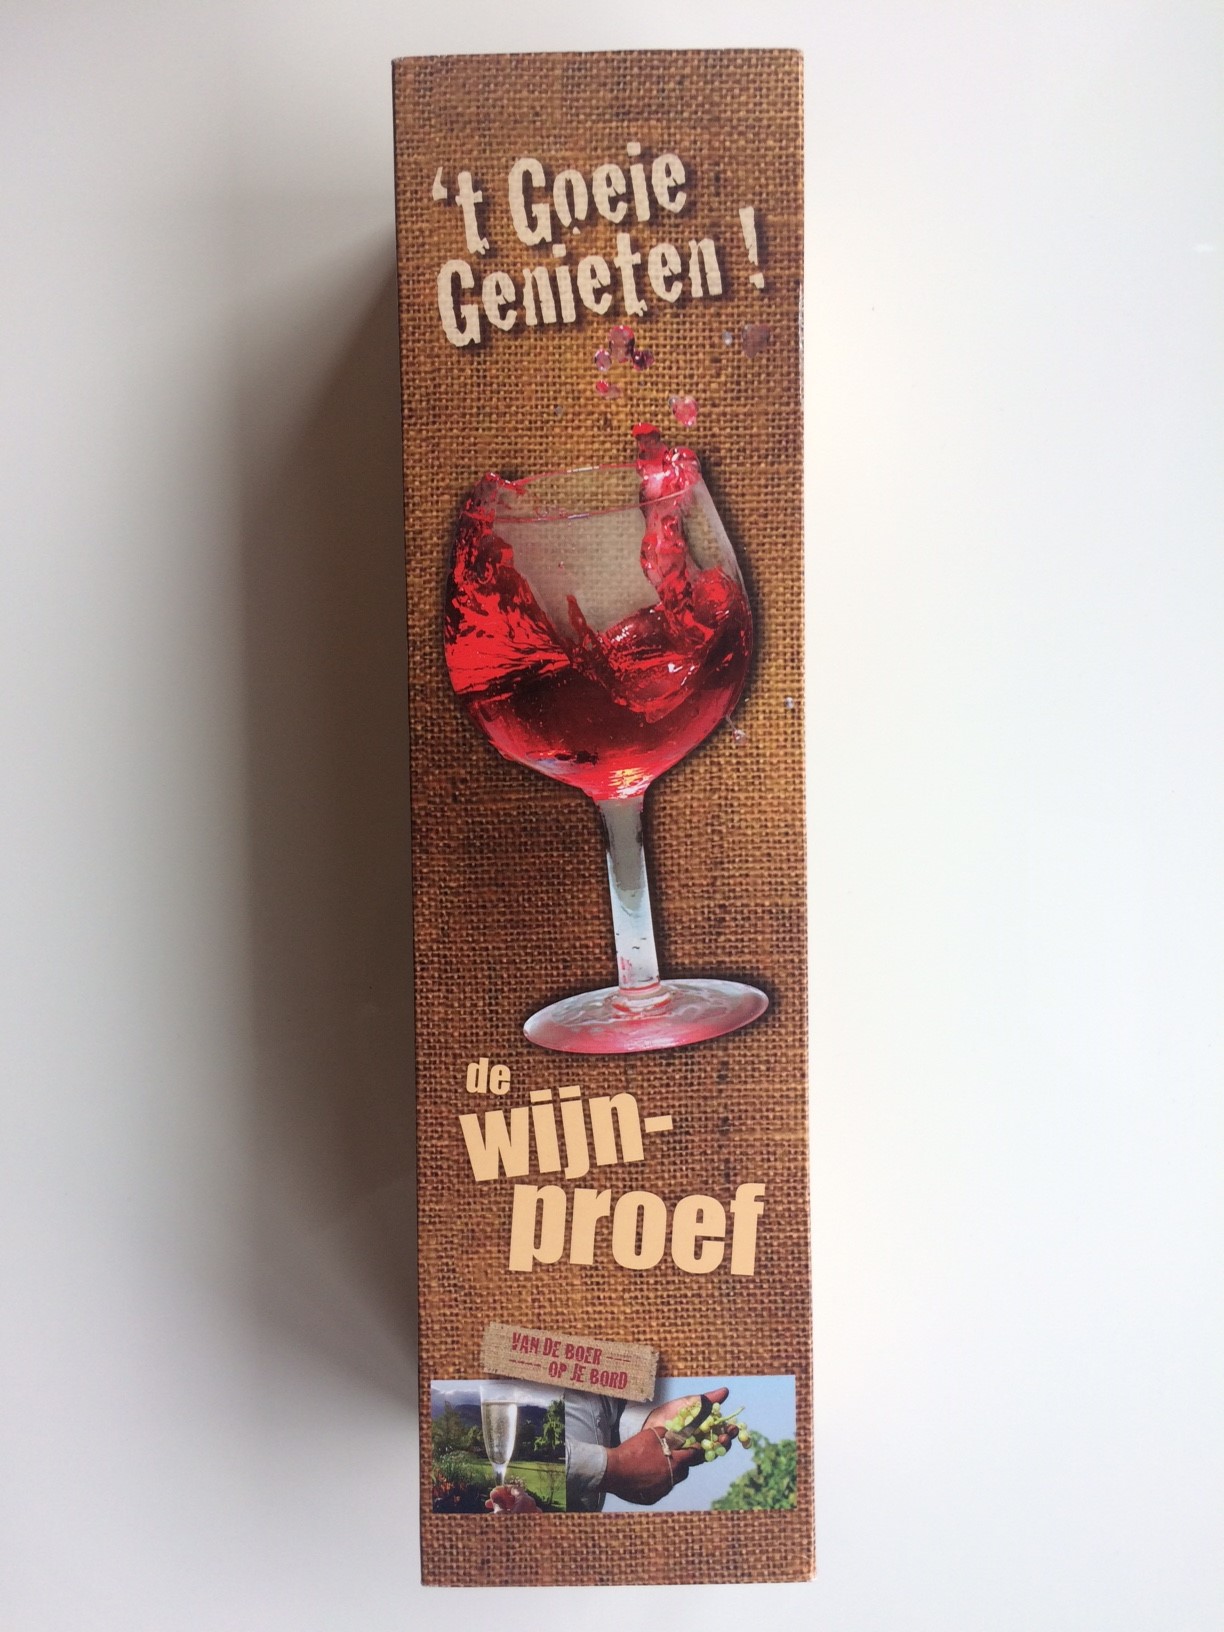 't Goeie
Genieten!
de
wijn-
proef
VAN DE BOER
OP JE BORD